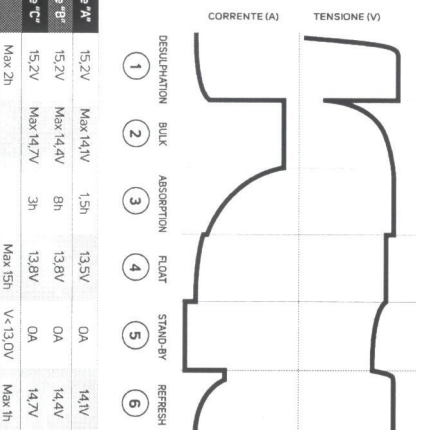 TENSIONE (V)
CORRENTE (A)
DESULPHATION BULK ABSORPTION FLOAT STAND-BY REFRESH
1 2 3 4 5 6
"A" 15,2V Max 14,1V 1,5h 13,5V 0A 14,1V
"B" 15,2V Max 14,4V 8h 13,8V 0A 14,4V
"C" 15,2V Max 14,7V 3h 13,8V 0A 14,7V
Max 2h Max 15h V<13,0V Max 1h